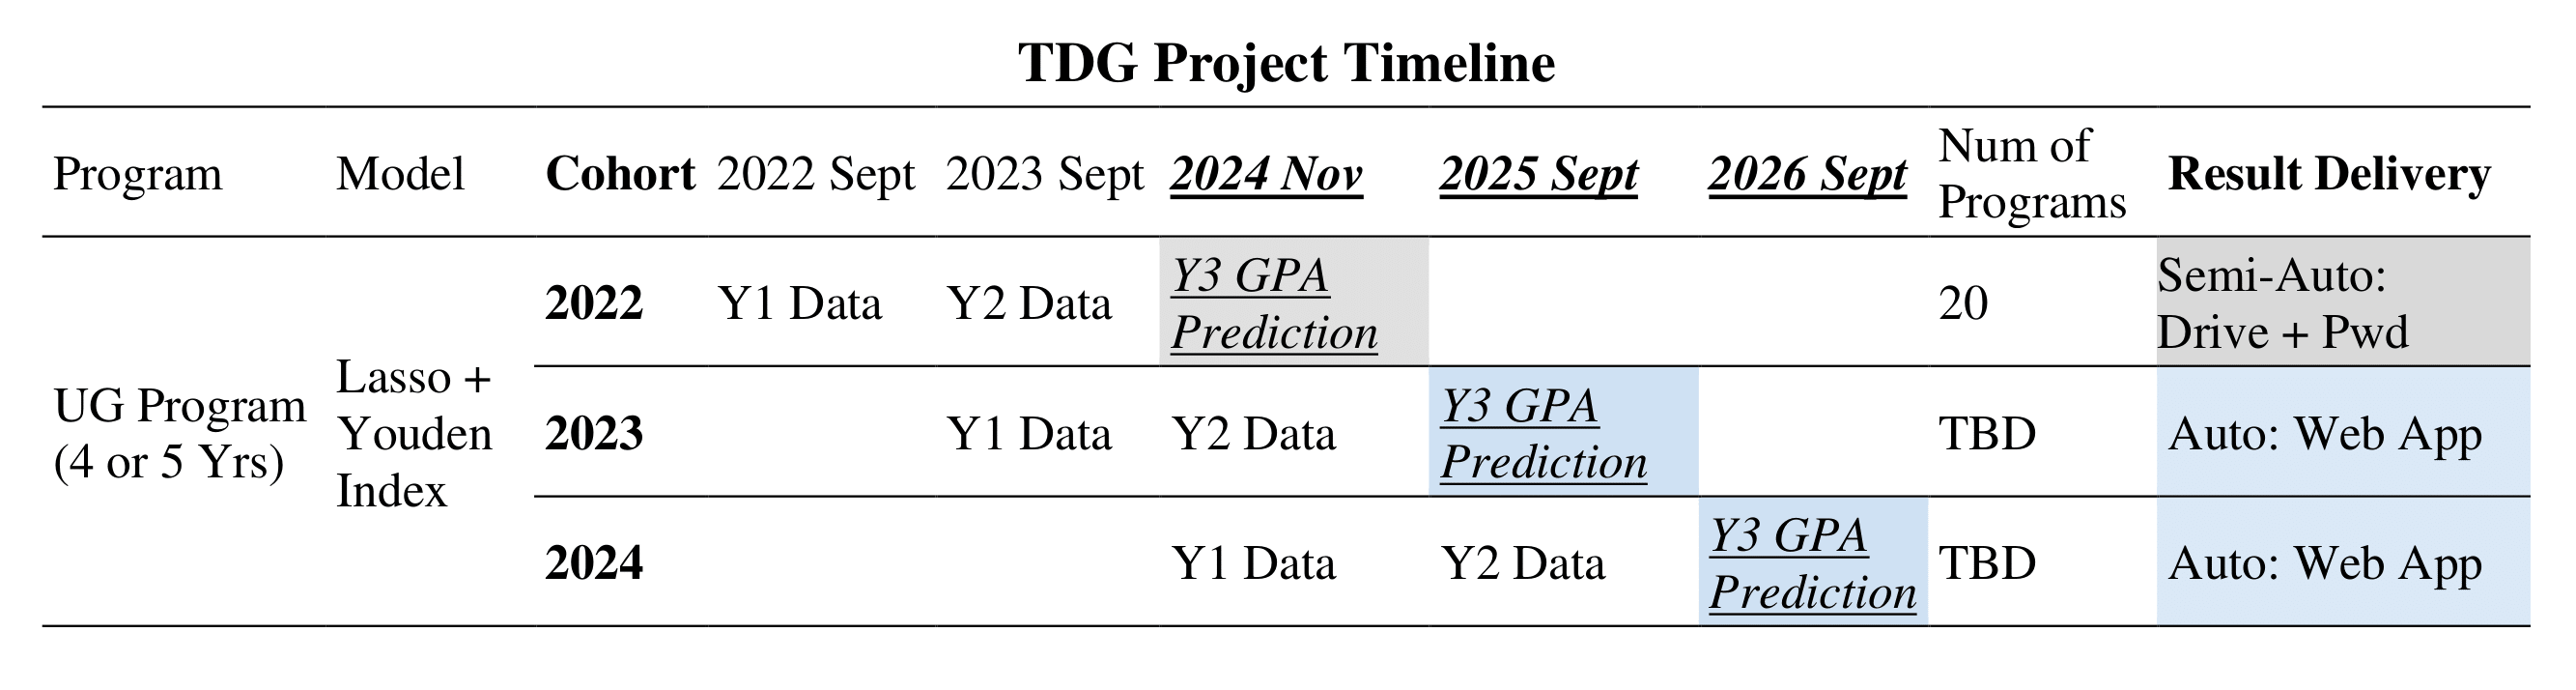 TDG Project Timeline
Program Model Cohort 2022 Sept 2023 Sept 2024 Nov 2025 Sept 2026 Sept Num of Programs Result Delivery
UG Program (4 or 5 Yrs)
Lasso + Youden Index
2022 Y1 Data Y2 Data Y3 GPA Prediction 20 Semi-Auto: Drive + Pwd
2023 Y1 Data Y2 Data Y3 GPA Prediction TBD Auto: Web App
2024 Y1 Data Y2 Data Y3 GPA Prediction TBD Auto: Web App